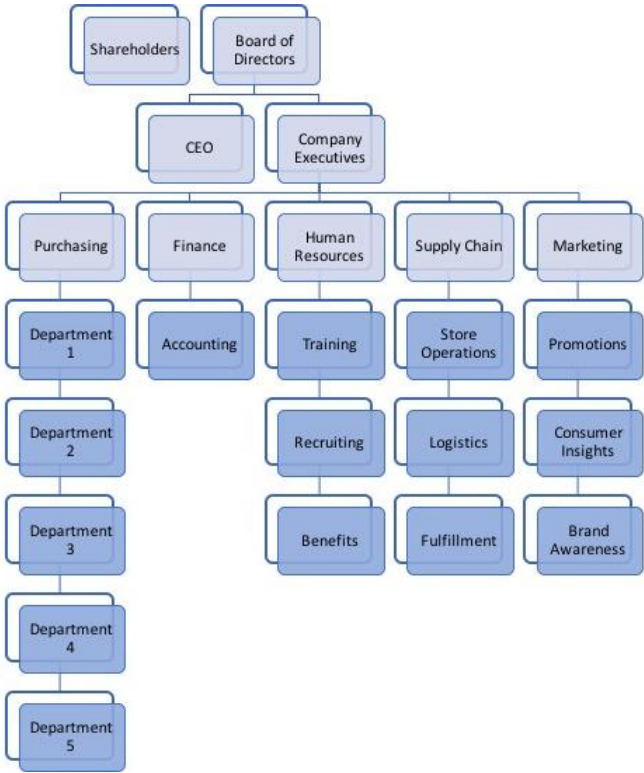 Shareholders
Board of
Directors
CEO
Company
Executives
Purchasing
Finance
Human
Resources
Supply Chain
Marketing
Department
1
Accounting
Training
Store
Operations
Promotions
Department
2
Recruiting
Logistics
Consumer
Insights
Department
3
Benefits
Fulfillment
Brand
Awareness
Department
4
Department
5